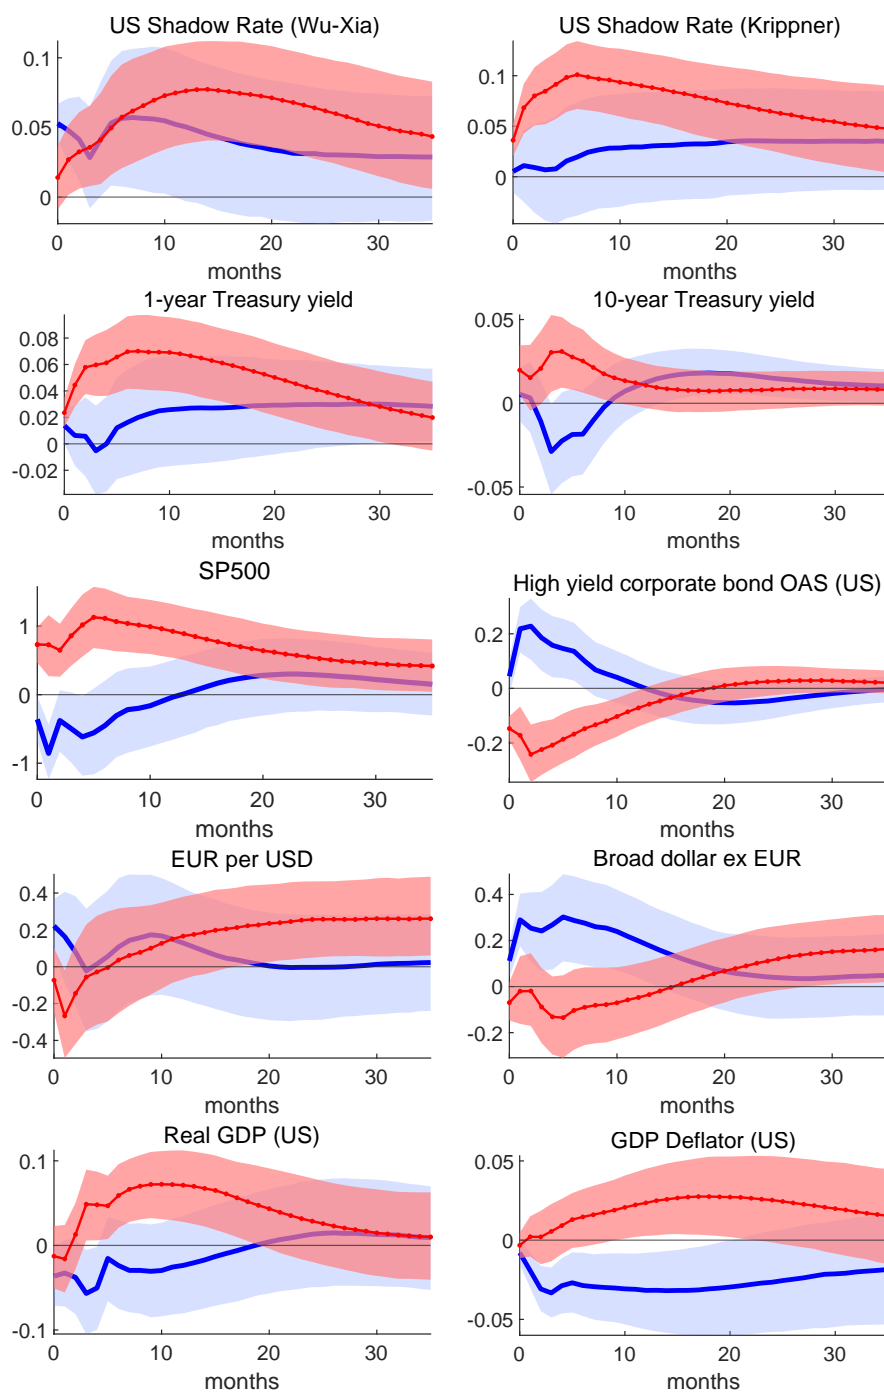 US Shadow Rate (Wu-Xia)
0.1
0.05
0
0 10 20 30
months
US Shadow Rate (Krippner)
0.1
0.05
0
0 10 20 30
months
1-year Treasury yield
0.08
0.06
0.04
0.02
0
-0.02
0 10 20 30
months
10-year Treasury yield
0.05
0
-0.05
0 10 20 30
months
SP500
1
0
-1
0 10 20 30
months
High yield corporate bond OAS (US)
0.2
0
-0.2
0 10 20 30
months
EUR per USD
0.4
0.2
0
-0.2
-0.4
0 10 20 30
months
Broad dollar ex EUR
0.4
0.2
0
-0.2
0 10 20 30
months
Real GDP (US)
0.1
0
-0.1
0 10 20 30
months
GDP Deflator (US)
0.05
0
-0.05
0 10 20 30
months